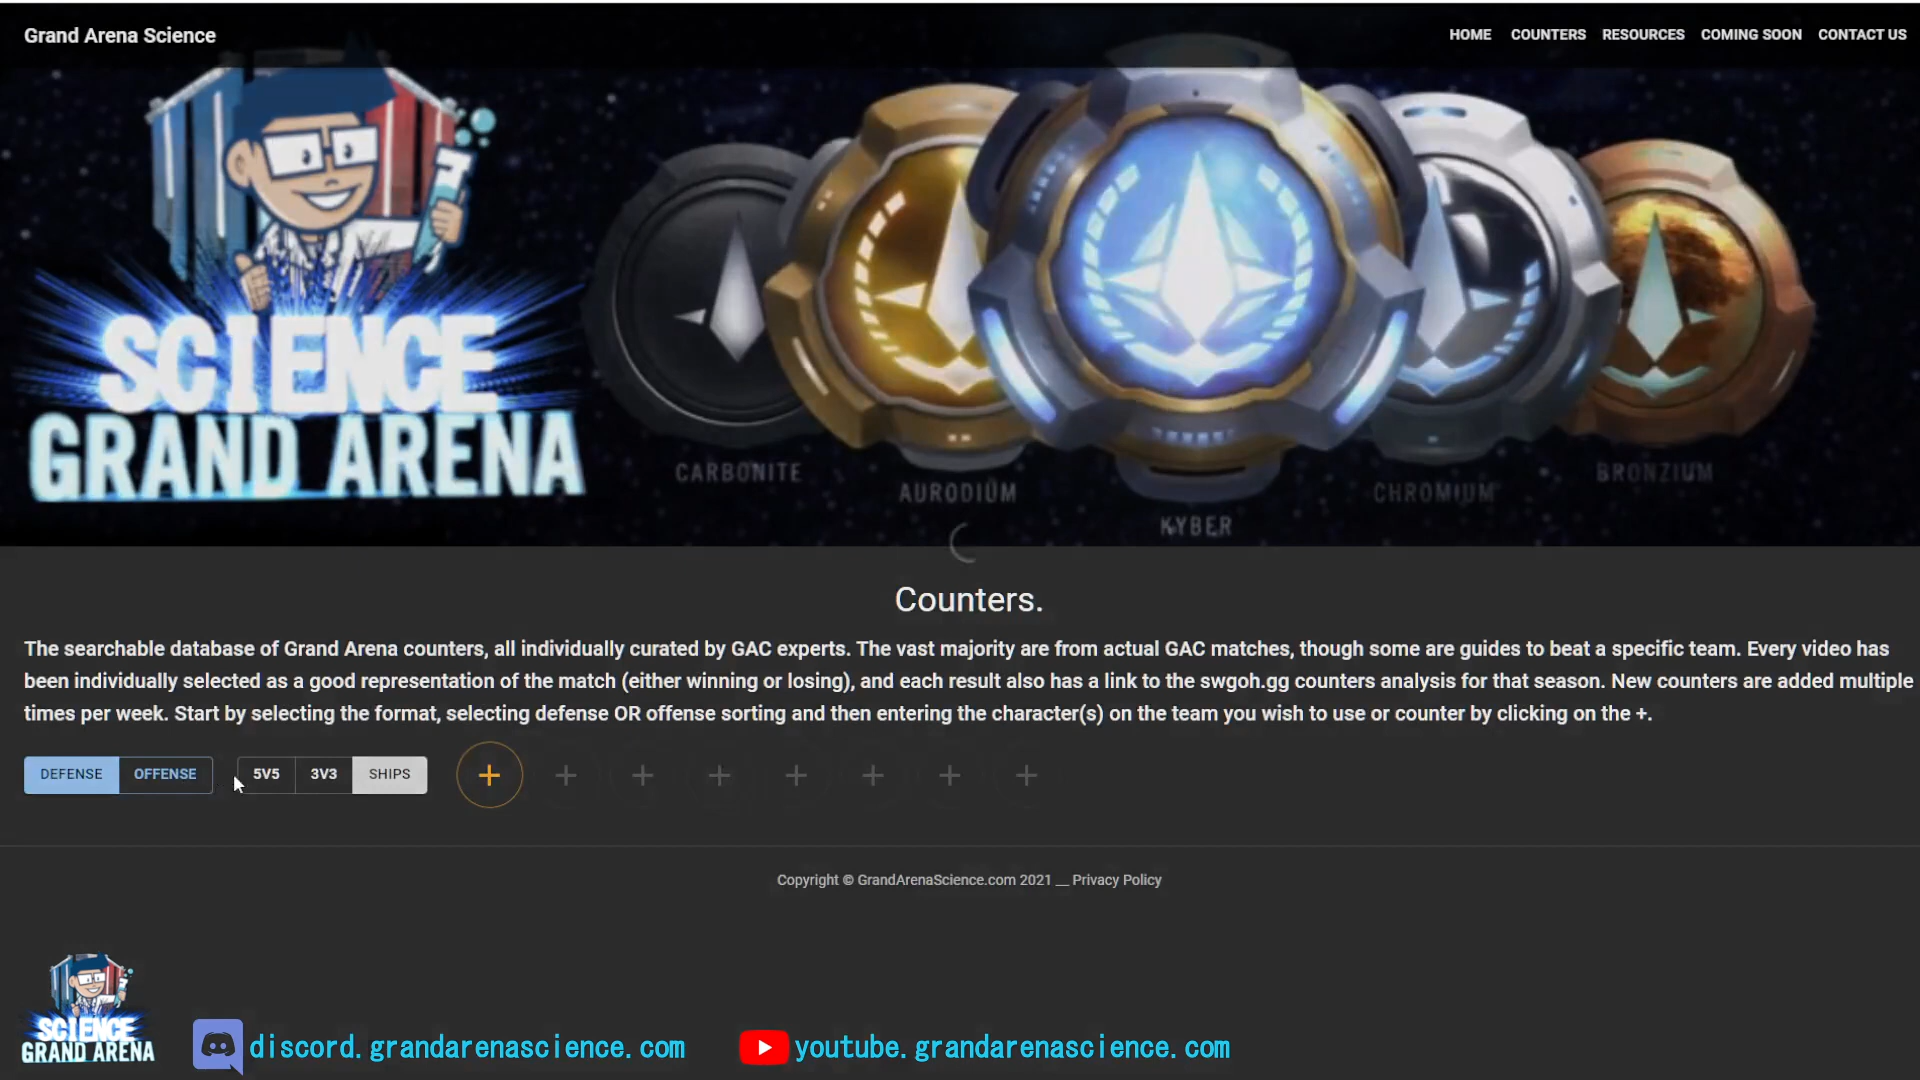 Grand Arena Science
HOME COUNTERS RESOURCES COMING SOON CONTACT US
SCIENCE
GRAND ARENA
CARBONITE
AURODIUM
KYBER
CHROMIUM
BRONZIUM
Counters.
The searchable database of Grand Arena counters, all individually curated by GAC experts. The vast majority are from actual GAC matches, though some are guides to beat a specific team. Every video has
been individually selected as a good representation of the match (either winning or losing), and each result also has a link to the swgoh.gg counters analysis for that season. New counters are added multiple
times per week. Start by selecting the format, selecting defense OR offense sorting and then entering the character(s) on the team you wish to use or counter by clicking on the +.
DEFENSE OFFENSE 5V5 3V3 SHIPS + + + + + + + +
Copyright © GrandArenaScience.com 2021 __ Privacy Policy
SCIENCE
GRAND ARENA
discord.grandarenascience.com
youtube.grandarenascience.com